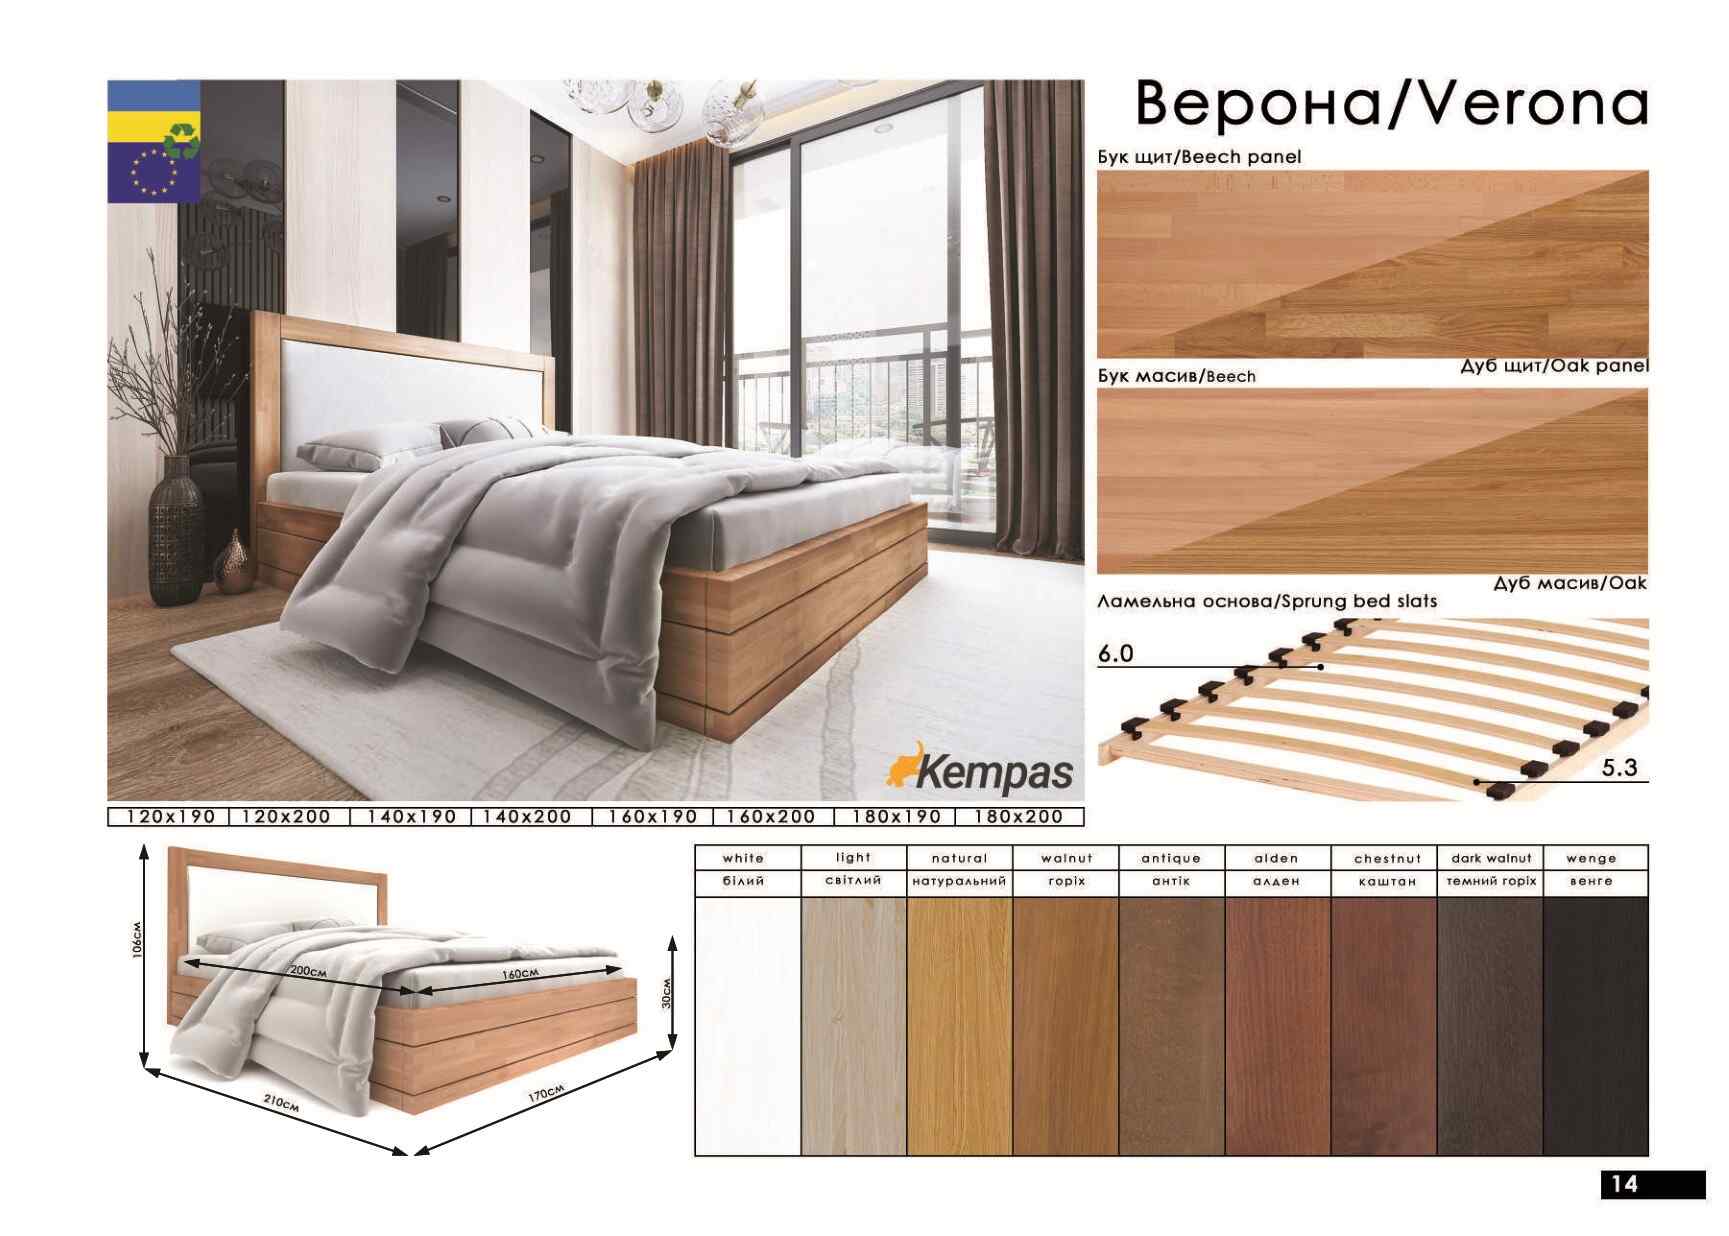 Верона/Verona
Бук щит/Beech panel
Дуб щит/Oak panel
Бук масив/Beech
Дуб масив/Oak
Ламельна основа/Sprung bed slats
6.0
5.3
Kempas
120x190 120x200 140x190 140x200 160x190 160x200 180x190 180x200
106см
200см
160см
30см
210см
170см
white light natural walnut antique alden chestnut dark walnut wenge
білий світлий натуральний горіх антік алден каштан темний горіх венге
14